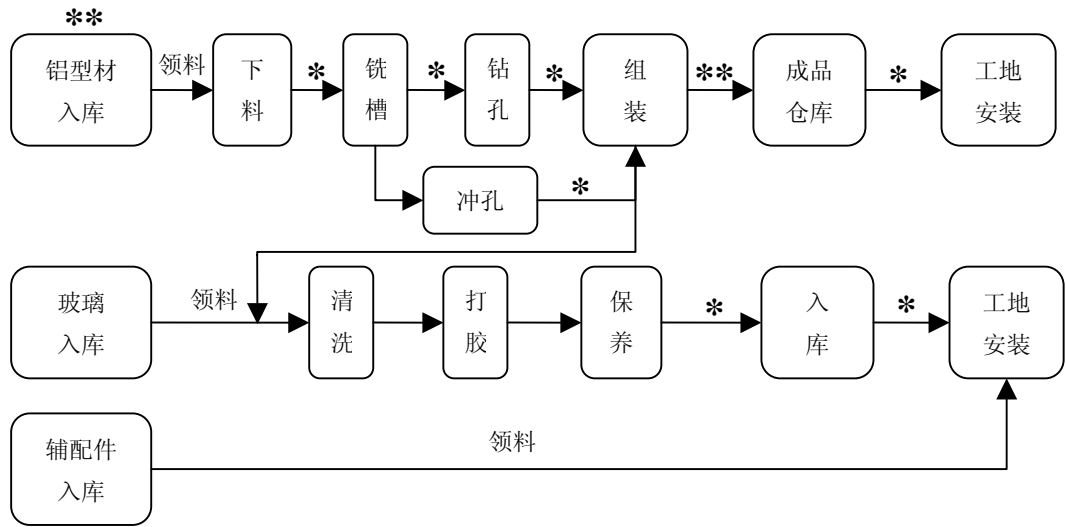 **
铝型材
入库
领料
下
料
*
铣
槽
*
钻
孔
*
组
装
**
成品
仓库
*
工地
安装
冲孔
*
玻璃
入库
领料
清
洗
打
胶
保
养
*
入
库
*
工地
安装
辅配件
入库
领料